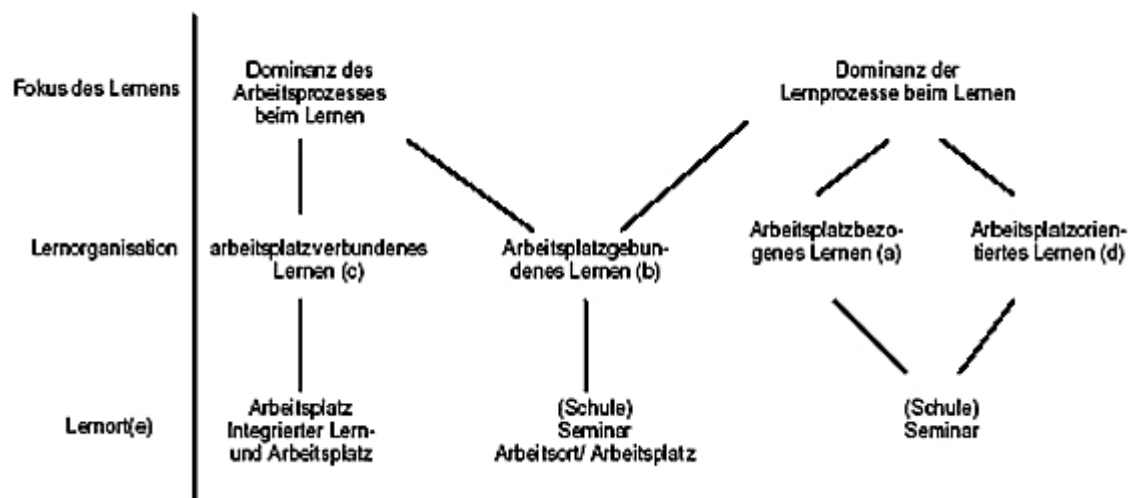 Fokus des Lernens
Dominanz des
Arbeitsprozesses
beim Lernen
Dominanz der
Lernprozesse beim Lernen
Lernorganisation
arbeitsplatzverbundenes
Lernen (c)
Arbeitsplatzgebun-
denes Lernen (b)
Arbeitsplatzbezo-
genes Lernen (a)
Arbeitsplatzorien-
tiertes Lernen (d)
Lernort(e)
Arbeitsplatz
Integrierter Lern-
und Arbeitsplatz
(Schule)
Seminar
Arbeitsort/ Arbeitsplatz
(Schule)
Seminar